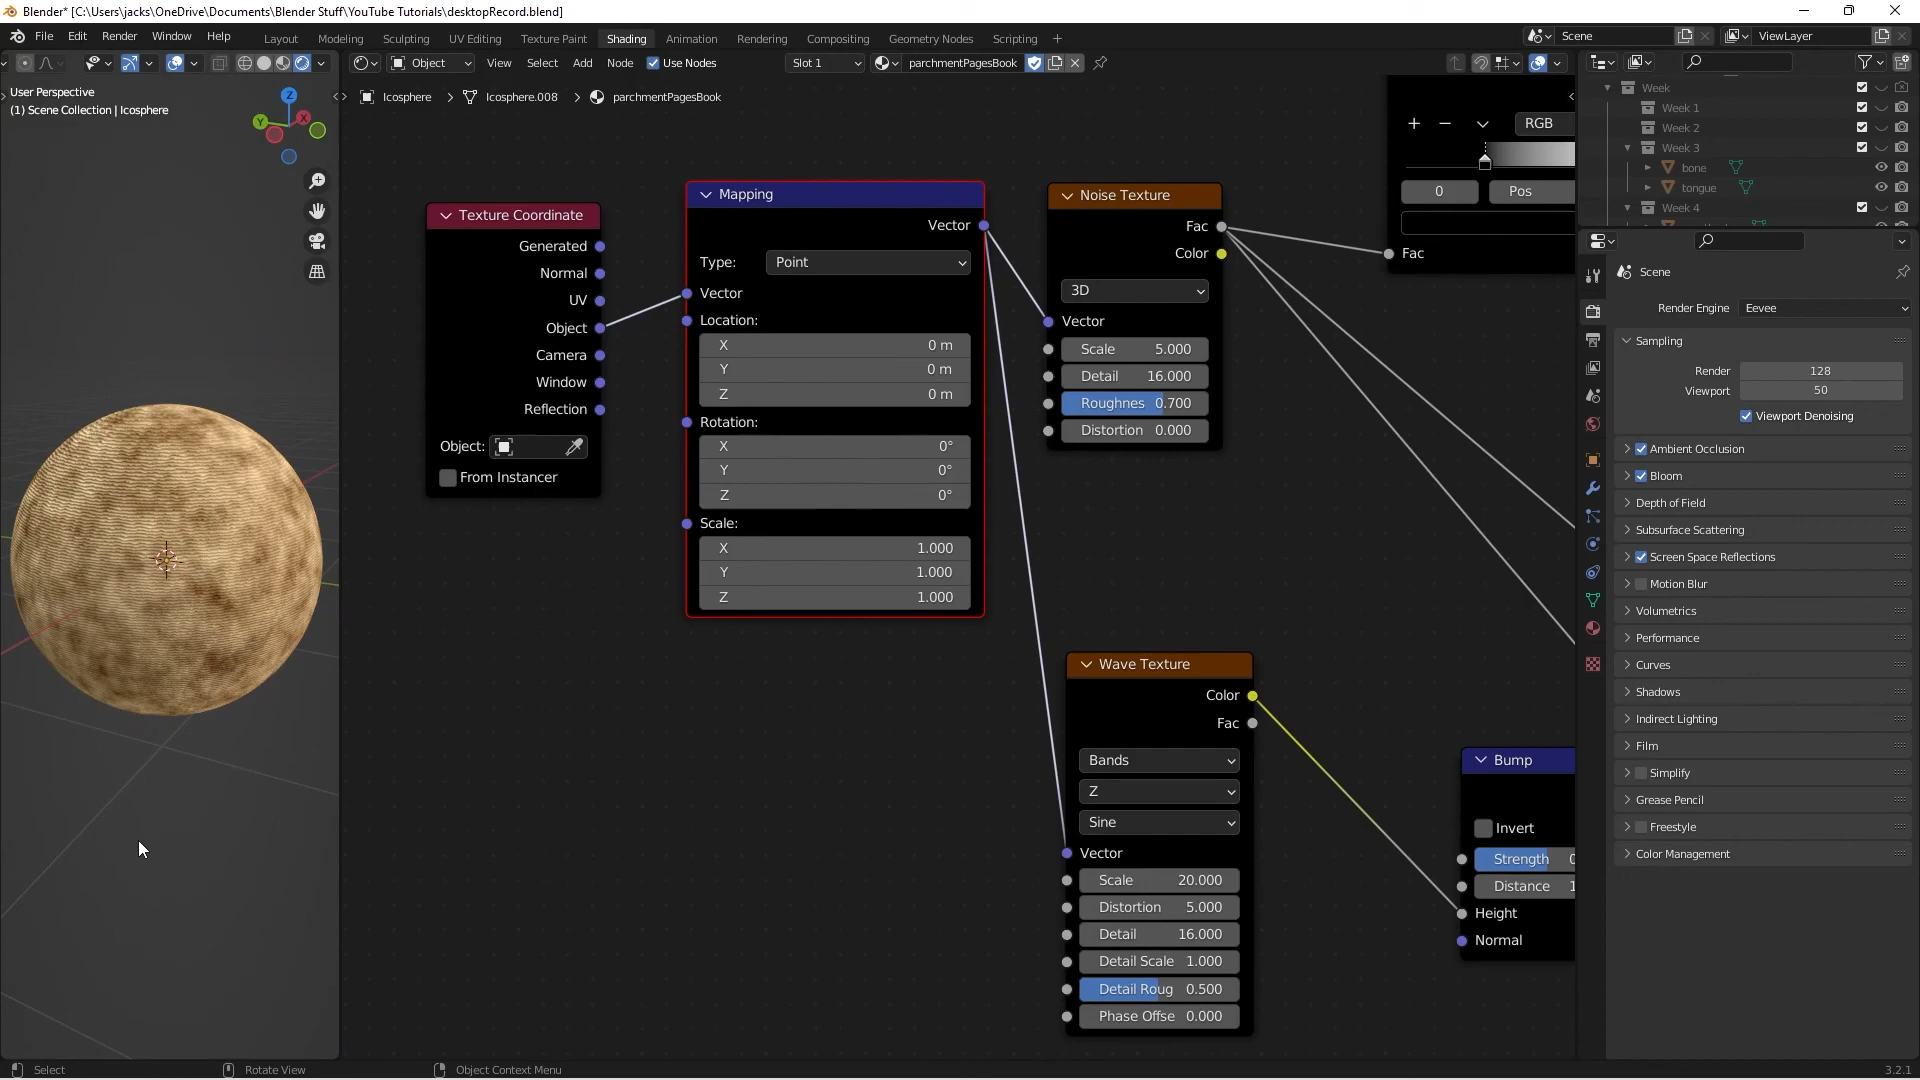 Blender* [C:\Users\jacks\OneDrive\Documents\Blender Stuff\YouTube Tutorials\desktopRecord.blend]
File Edit Render Window Help
Layout Modeling Sculpting UV Editing Texture Paint Shading Animation Rendering Compositing Geometry Nodes Scripting +
Scene
ViewLayer
Object View Select Add Node Use Nodes Slot 1 parchmentPagesBook
User Perspective
(1) Scene Collection | Icosphere
Z
Y
X
Icosphere > Icosphere.008 > parchmentPagesBook
Texture Coordinate
Generated
Normal
UV
Object
Camera
Window
Reflection
Object:
From Instancer
Mapping
Vector
Type: Point
Vector
Location:
X 0 m
Y 0 m
Z 0 m
Rotation:
X 0°
Y 0°
Z 0°
Scale:
X 1.000
Y 1.000
Z 1.000
Noise Texture
Fac
Color
3D
Vector
Scale 5.000
Detail 16.000
Roughnes 0.700
Distortion 0.000
RGB
0 Pos
Fac
Wave Texture
Color
Fac
Bands
Z
Sine
Vector
Scale 20.000
Distortion 5.000
Detail 16.000
Detail Scale 1.000
Detail Roug 0.500
Phase Offse 0.000
Bump
Invert
Strength 0
Distance 1
Height
Normal
Week
Week 1
Week 2
Week 3
bone
tongue
Week 4
Scene
Render Engine Eevee
Sampling
Render 128
Viewport 50
Viewport Denoising
Ambient Occlusion
Bloom
Depth of Field
Subsurface Scattering
Screen Space Reflections
Motion Blur
Volumetrics
Performance
Curves
Shadows
Indirect Lighting
Film
Simplify
Grease Pencil
Freestyle
Color Management
Select Rotate View Object Context Menu 3.2.1